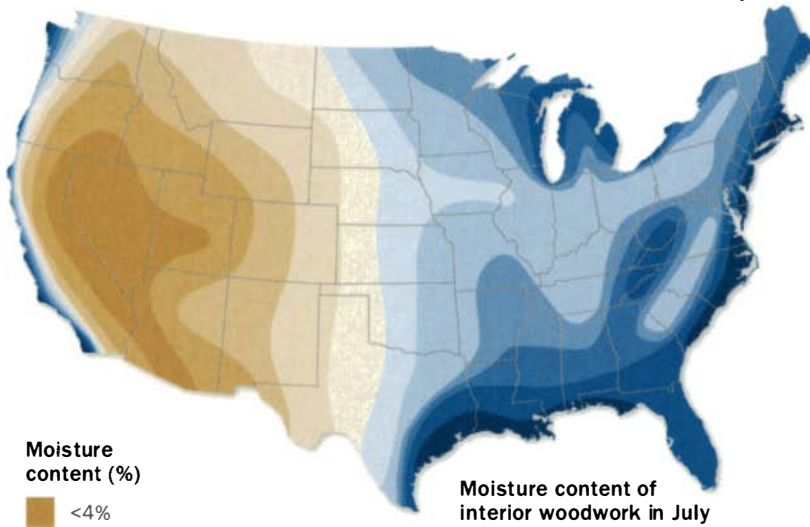 Moisture
content (%)
<4%
Moisture content of
interior woodwork in July